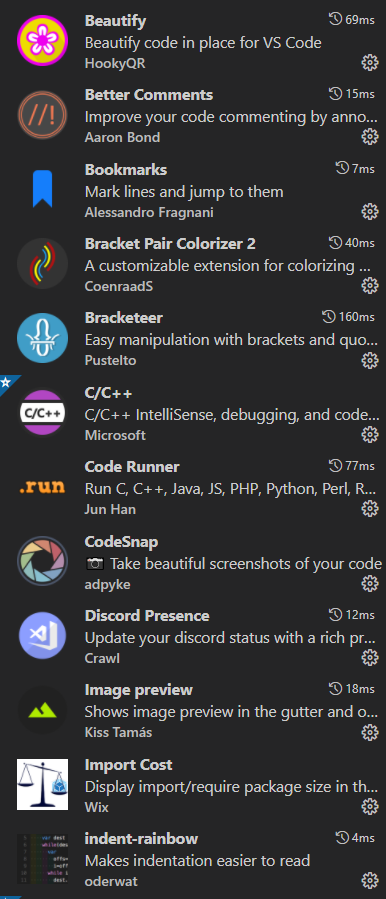 Beautify 69ms
Beautify code in place for VS Code
HookyQR
//!
Better Comments 15ms
Improve your code commenting by anno...
Aaron Bond
Bookmarks 7ms
Mark lines and jump to them
Alessandro Fragnani
Bracket Pair Colorizer 2 40ms
A customizable extension for colorizing ...
CoenraadS
Bracketeer 160ms
Easy manipulation with brackets and quo...
Pustelto
C/C++
C/C++
C/C++ IntelliSense, debugging, and code...
Microsoft
.run
Code Runner 77ms
Run C, C++, Java, JS, PHP, Python, Perl, R...
Jun Han
CodeSnap
📷 Take beautiful screenshots of your code
adpyke
Discord Presence 12ms
Update your discord status with a rich pr...
Crawl
Image preview 18ms
Shows image preview in the gutter and o...
Kiss Tamás
Import Cost
Display import/require package size in th...
Wix
indent-rainbow 4ms
Makes indentation easier to read
oderwat